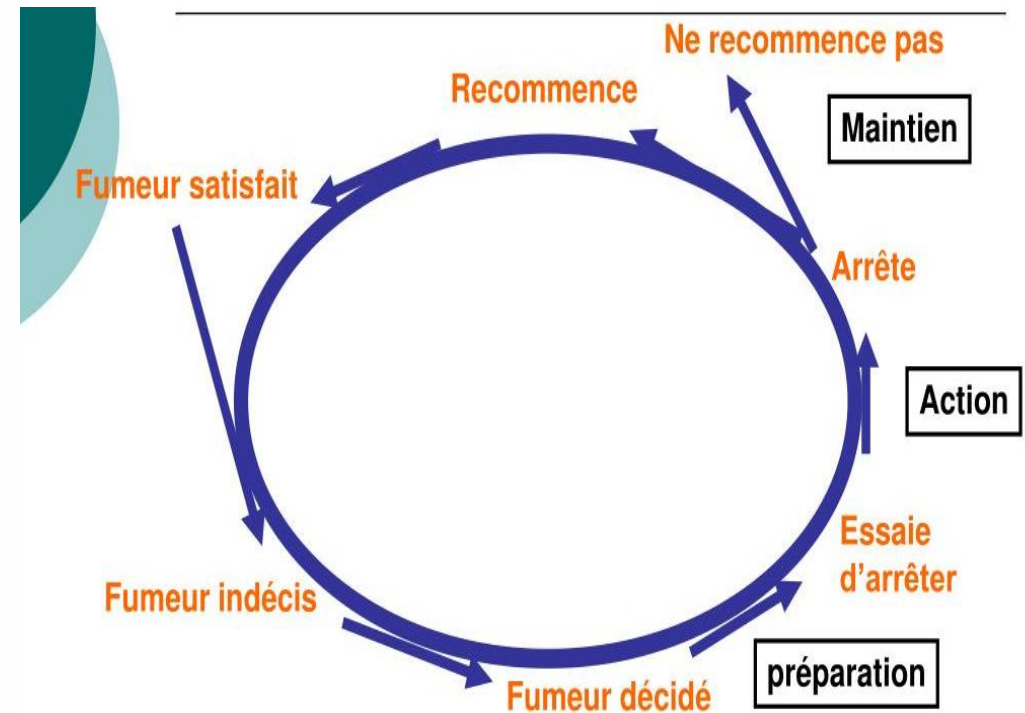 Ne recommence pas
Recommence
Maintien
Fumeur satisfait
Arrête
Action
Essaie
d'arrêter
Fumeur indécis
préparation
Fumeur décidé